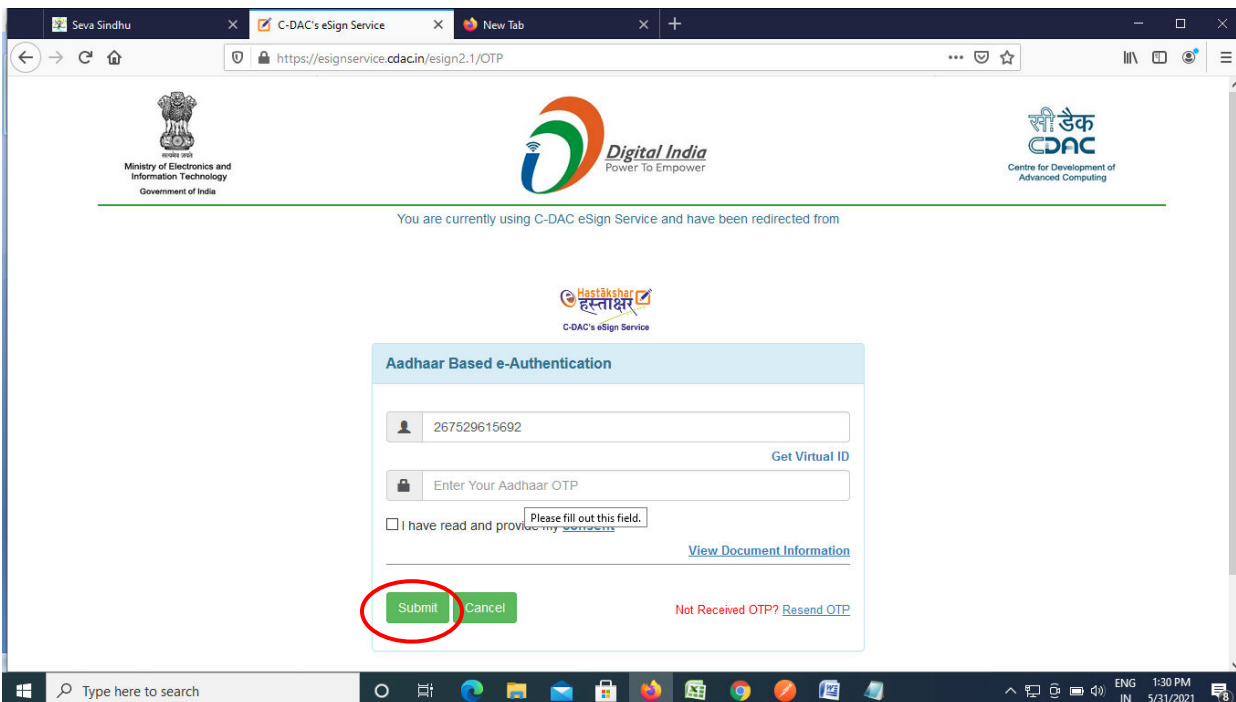 Seva Sindhu
C-DAC's eSign Service
New Tab
https://esignservice.cdac.in/esign2.1/OTP
सत्यमेव जयते
Ministry of Electronics and
Information Technology
Government of India
Digital India
Power To Empower
सी डैक
CDAC
Centre for Development of
Advanced Computing
You are currently using C-DAC eSign Service and have been redirected from
e Hastākshar
हस्ताक्षर
C-DAC's eSign Service
Aadhaar Based e-Authentication
267529615692
Get Virtual ID
Enter Your Aadhaar OTP
Please fill out this field.
I have read and provide my consent
View Document Information
Submit
Cancel
Not Received OTP? Resend OTP
Type here to search
ENG 1:30 PM
IN 5/31/2021
8